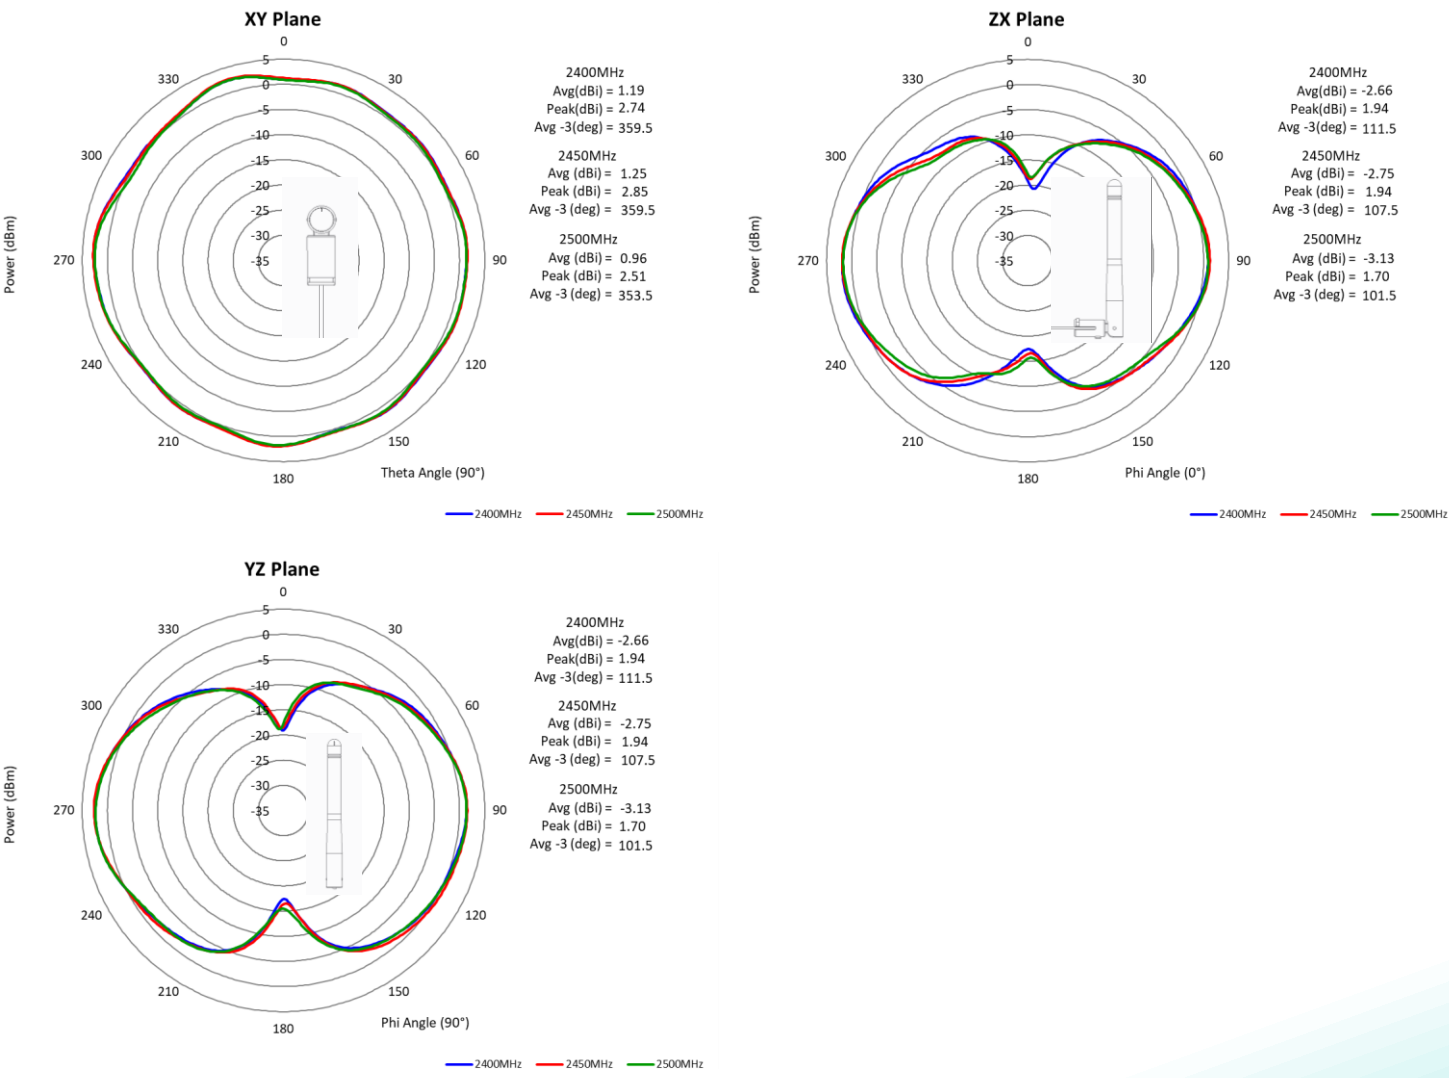 XY Plane
0
5
0
-5
-10
-15
-20
-25
-30
-35
330
30
300
60
270
90
240
120
210
150
180
Power (dBm)
Theta Angle (90°)
2400MHz
Avg(dBi) = 1.19
Peak(dBi) = 2.74
Avg -3(deg) = 359.5
2450MHz
Avg (dBi) = 1.25
Peak (dBi) = 2.85
Avg -3 (deg) = 359.5
2500MHz
Avg (dBi) = 0.96
Peak (dBi) = 2.51
Avg -3 (deg) = 353.5
2400MHz 2450MHz 2500MHz
ZX Plane
0
5
0
-5
-10
-15
-20
-25
-30
-35
330
30
300
60
270
90
240
120
210
150
180
Power (dBm)
Phi Angle (0°)
2400MHz
Avg(dBi) = -2.66
Peak(dBi) = 1.94
Avg -3(deg) = 111.5
2450MHz
Avg (dBi) = -2.75
Peak (dBi) = 1.94
Avg -3 (deg) = 107.5
2500MHz
Avg (dBi) = -3.13
Peak (dBi) = 1.70
Avg -3 (deg) = 101.5
2400MHz 2450MHz 2500MHz
YZ Plane
0
5
0
-5
-10
-15
-20
-25
-30
-35
330
30
300
60
270
90
240
120
210
150
180
Power (dBm)
Phi Angle (90°)
2400MHz
Avg(dBi) = -2.66
Peak(dBi) = 1.94
Avg -3(deg) = 111.5
2450MHz
Avg (dBi) = -2.75
Peak (dBi) = 1.94
Avg -3 (deg) = 107.5
2500MHz
Avg (dBi) = -3.13
Peak (dBi) = 1.70
Avg -3 (deg) = 101.5
2400MHz 2450MHz 2500MHz